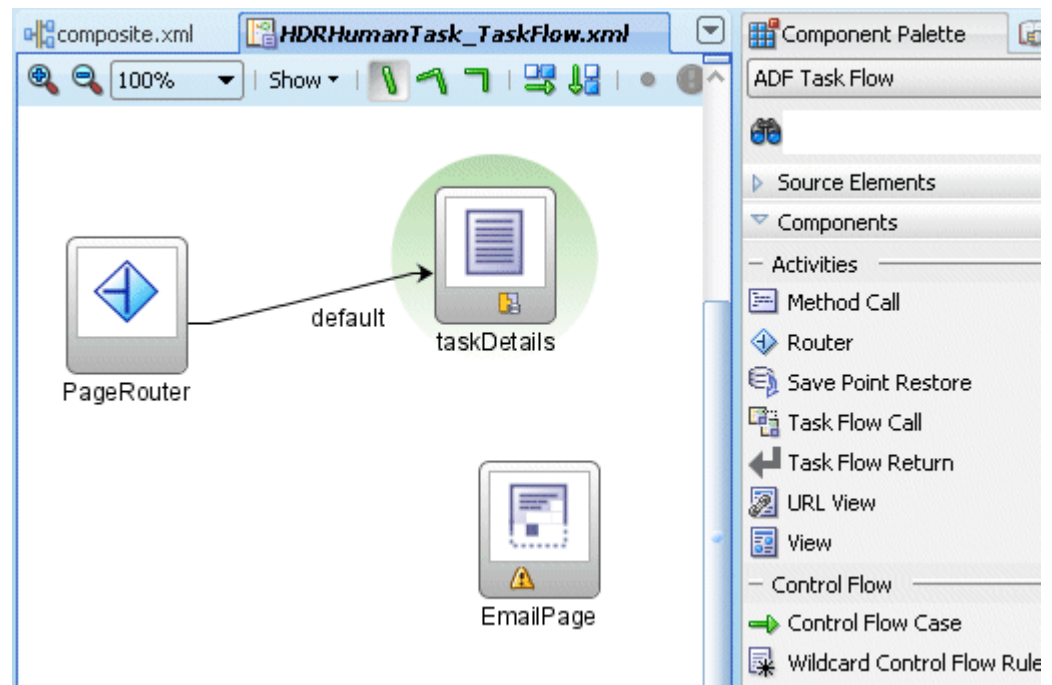 composite.xml
HDRHumanTask_TaskFlow.xml
100%
Show
default
taskDetails
PageRouter
EmailPage
Component Palette
ADF Task Flow
Source Elements
Components
Activities
Method Call
Router
Save Point Restore
Task Flow Call
Task Flow Return
URL View
View
Control Flow
Control Flow Case
Wildcard Control Flow Rule